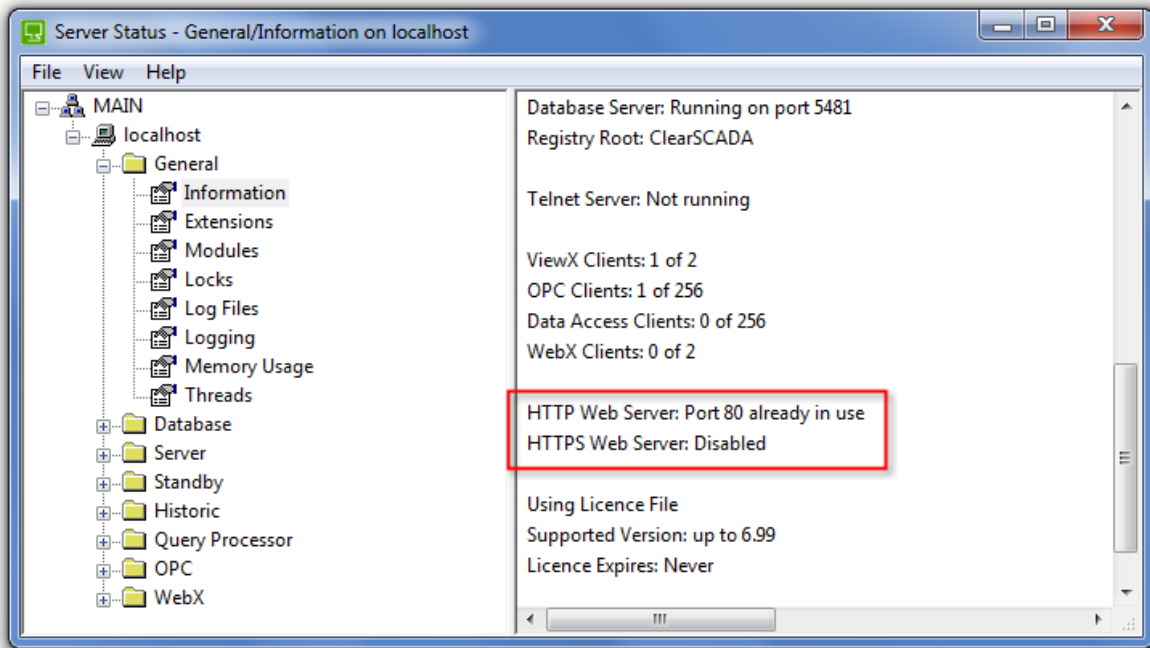 Server Status - General/Information on localhost
File View Help
MAIN
localhost
General
Information
Extensions
Modules
Locks
Log Files
Logging
Memory Usage
Threads
Database
Server
Standby
Historic
Query Processor
OPC
WebX
Database Server: Running on port 5481
Registry Root: ClearSCADA
Telnet Server: Not running
ViewX Clients: 1 of 2
OPC Clients: 1 of 256
Data Access Clients: 0 of 256
WebX Clients: 0 of 2
HTTP Web Server: Port 80 already in use
HTTPS Web Server: Disabled
Using Licence File
Supported Version: up to 6.99
Licence Expires: Never